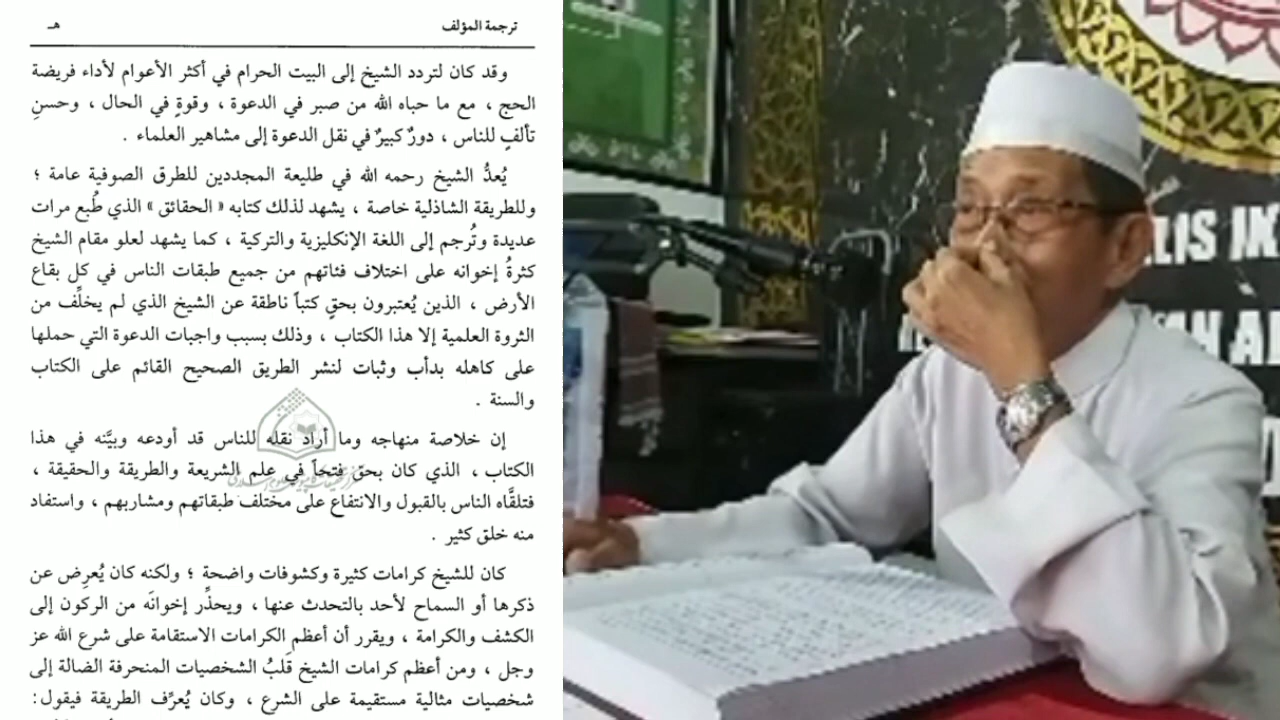 ترجمة المؤلف
هـ
وقد كان لتردد الشيخ إلى البيت الحرام في أكثر الأعوام لأداء فريضة
الحج ، مع ما حباه الله من صبر في الدعوة ، وقوةٍ في الحال ، وحسنِ
تألفٍ للناس ، دورٌ كبيرٌ في نقل الدعوة إلى مشاهير العلماء .
يُعدُّ الشيخ رحمه الله في طليعة المجددين للطرق الصوفية عامة ؛
وللطريقة الشاذلية خاصة ، يشهد لذلك كتابه « الحقائق » الذي طُبع مرات
عديدة وتُرجم إلى اللغة الإنكليزية والتركية ، كما يشهد لعلو مقام الشيخ
كثرةُ إخوانه على اختلاف فئاتهم من جميع طبقات الناس في كل بقاع
الأرض ، الذين يُعتبرون بحقٍ كتباً ناطقة عن الشيخ الذي لم يخلِّف من
الثروة العلمية إلا هذا الكتاب ، وذلك بسبب واجبات الدعوة التي حملها
على كاهله بدأب وثبات لنشر الطريق الصحيح القائم على الكتاب
والسنة .
إن خلاصة منهاجه وما أراد نقله للناس قد أودعه وبيَّنه في هذا
الكتاب ، الذي كان بحقّ فتحاً في علم الشريعة والطريقة والحقيقة ،
فتلقَّاه الناس بالقبول والانتفاع على مختلف طبقاتهم ومشاربهم ، واستفاد
منه خلق كثير .
كان للشيخ كرامات كثيرة وكشوفات واضحة ؛ ولكنه كان يُعرِض عن
ذكرها أو السماح لأحد بالتحدث عنها ، ويحذِّر إخوانَه من الركون إلى
الكشف والكرامة ، ويقرر أن أعظم الكرامات الاستقامة على شرع الله عز
وجل ، ومن أعظم كرامات الشيخ قَلبُ الشخصيات المنحرفة الضالة إلى
شخصيات مثالية مستقيمة على الشرع ، وكان يُعرِّف الطريقة فيقول :
LIS